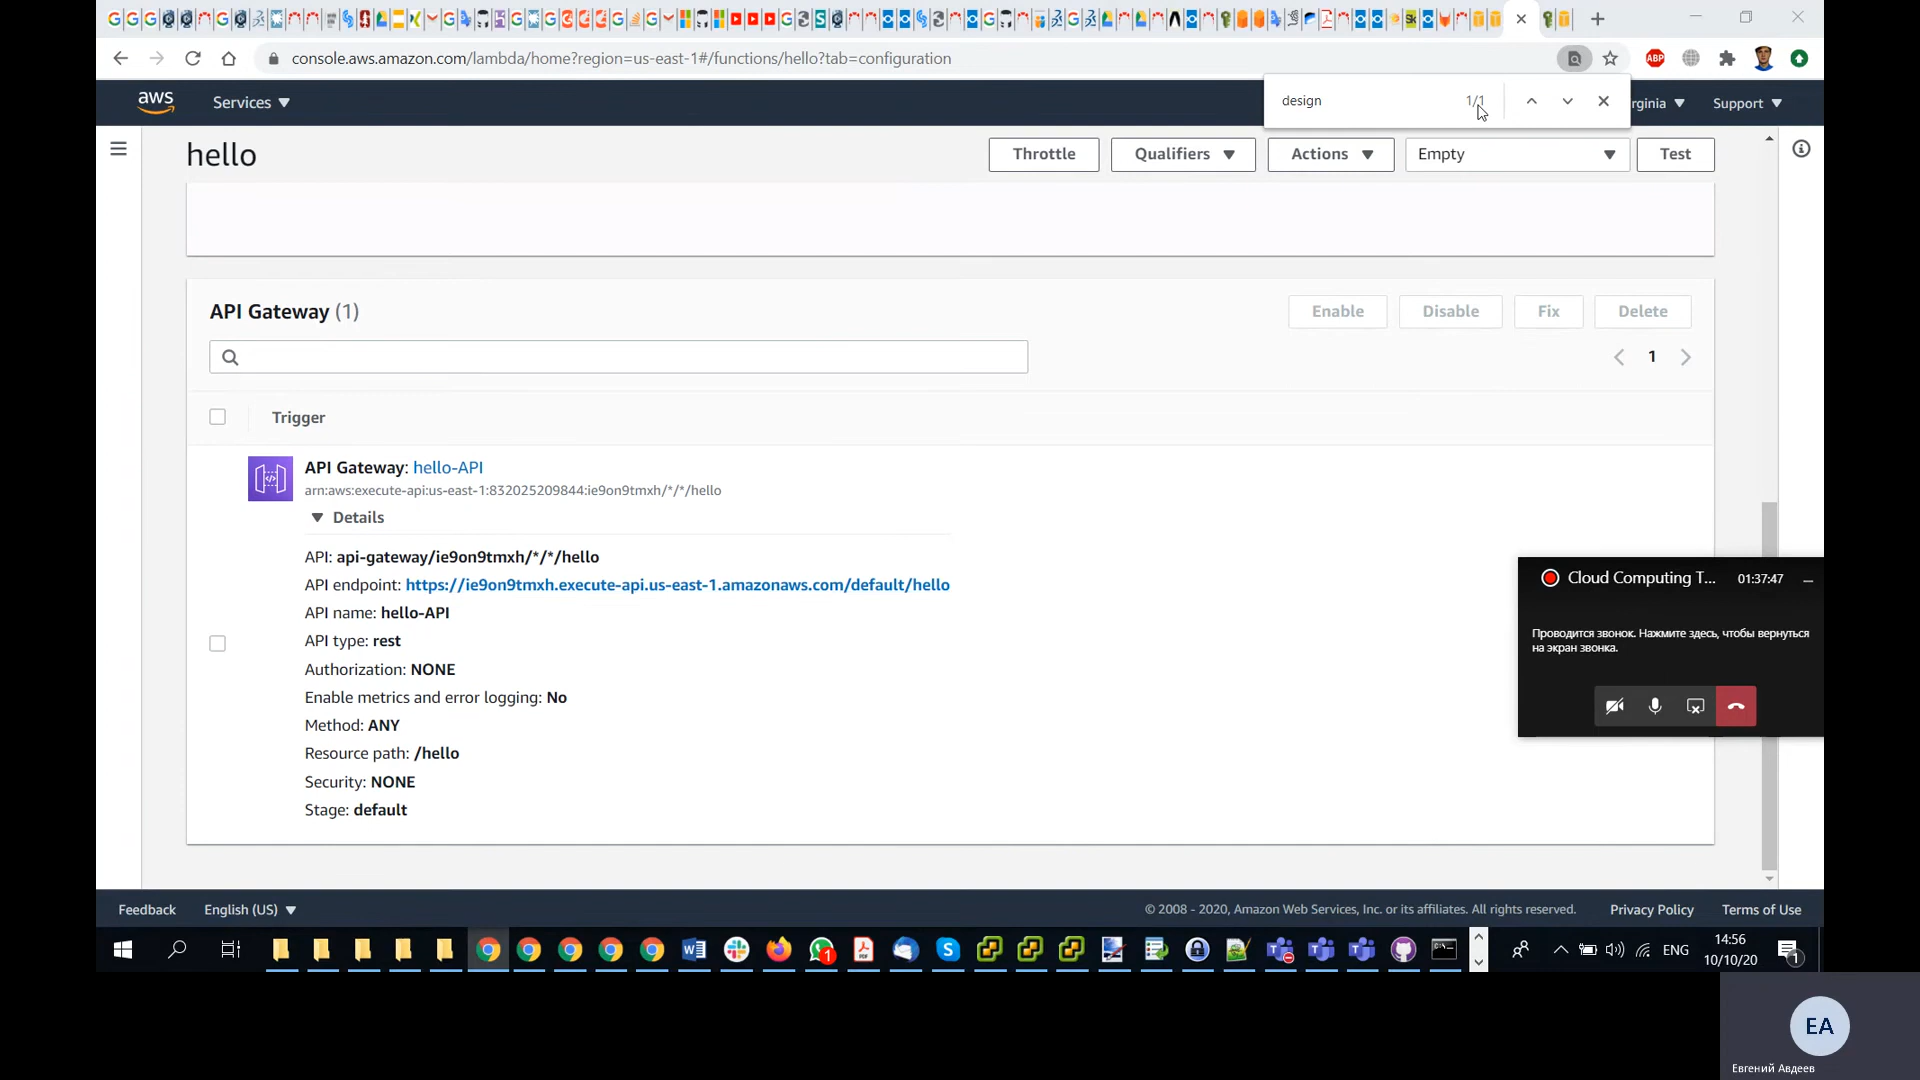 console.aws.amazon.com/lambda/home?region=us-east-1#/functions/hello?tab=configuration
ABP
design 1/1
aws Services rginia Support
hello Throttle Qualifiers Actions Empty Test
API Gateway (1) Enable Disable Fix Delete
1
Trigger
API Gateway: hello-API
arn:aws:execute-api:us-east-1:832025209844:ie9on9tmxh/*/*/hello
Details
API: api-gateway/ie9on9tmxh/*/*/hello
API endpoint: https://ie9on9tmxh.execute-api.us-east-1.amazonaws.com/default/hello
API name: hello-API
API type: rest
Authorization: NONE
Enable metrics and error logging: No
Method: ANY
Resource path: /hello
Security: NONE
Stage: default
Cloud Computing T... 01:37:47
Проводится звонок. Нажмите здесь, чтобы вернуться
на экран звонка.
Feedback English (US) © 2008 - 2020, Amazon Web Services, Inc. or its affiliates. All rights reserved. Privacy Policy Terms of Use
1
ENG
14:56
10/10/20
1
EA
Евгений Авдеев